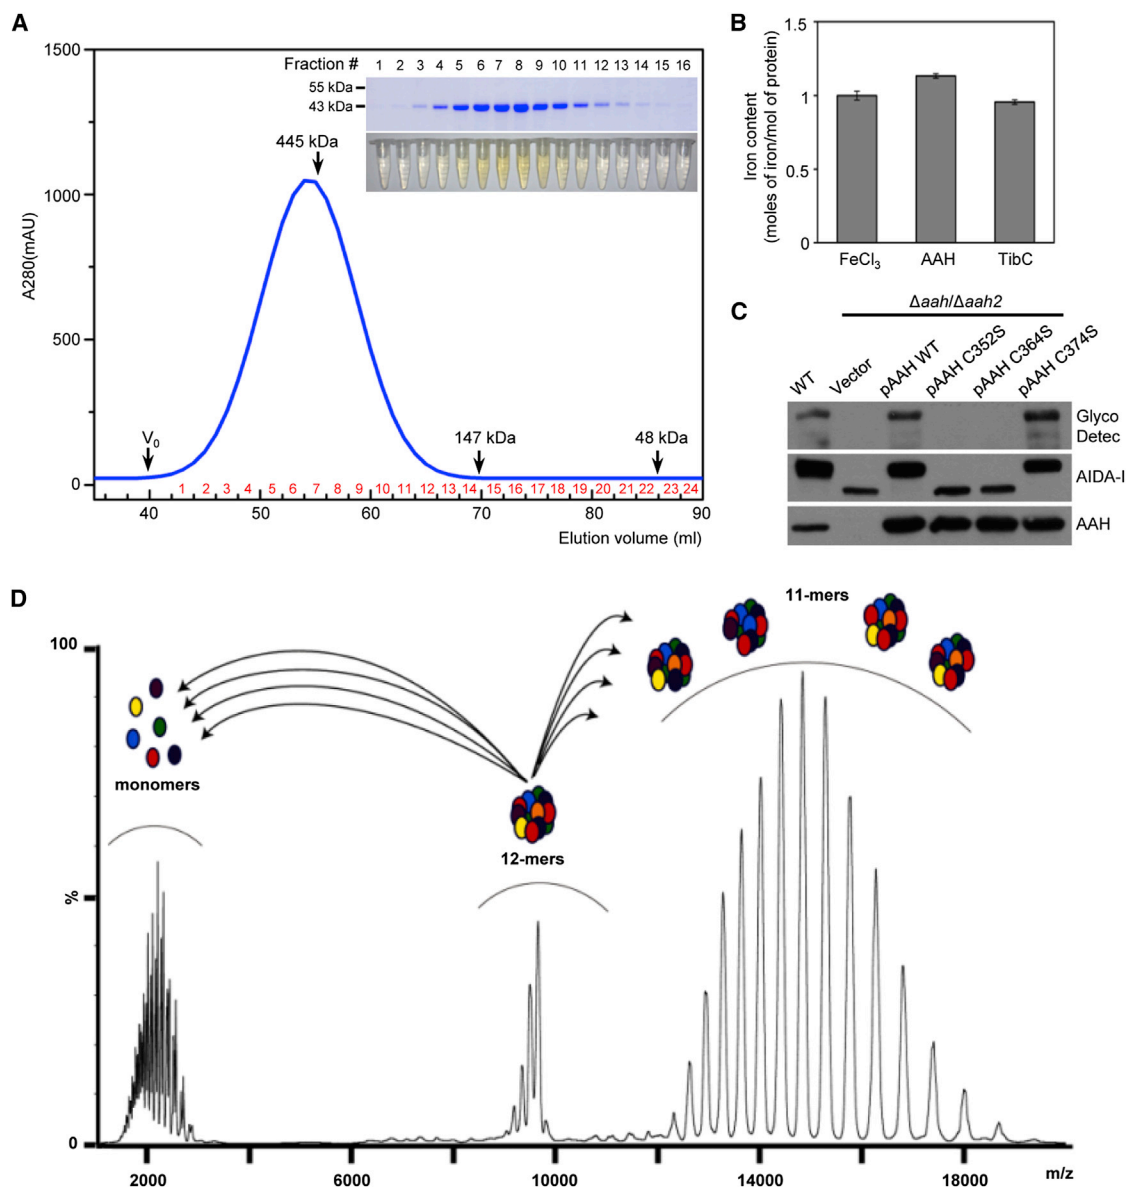 A
1500
1000
500
0
A280(mAU)
445 kDa
V0
147 kDa
48 kDa
Fraction # 1 2 3 4 5 6 7 8 9 10 11 12 13 14 15 16
55 kDa
43 kDa
1 2 3 4 5 6 7 8 9 10 11 12 13 14 15 16 17 18 19 20 21 22 23 24
40 50 60 70 80 90
Elution volume (ml)
B
1.5
1
0.5
0
Iron content
(moles of iron/mol of protein)
FeCl3 AAH TibC
C
Δaah/Δaah2
WT
Vector
pAAH WT
pAAH C352S
pAAH C364S
pAAH C374S
Glyco
Detec
AIDA-I
AAH
D
100
%
0
monomers
12-mers
11-mers
2000 6000 10000 14000 18000 m/z